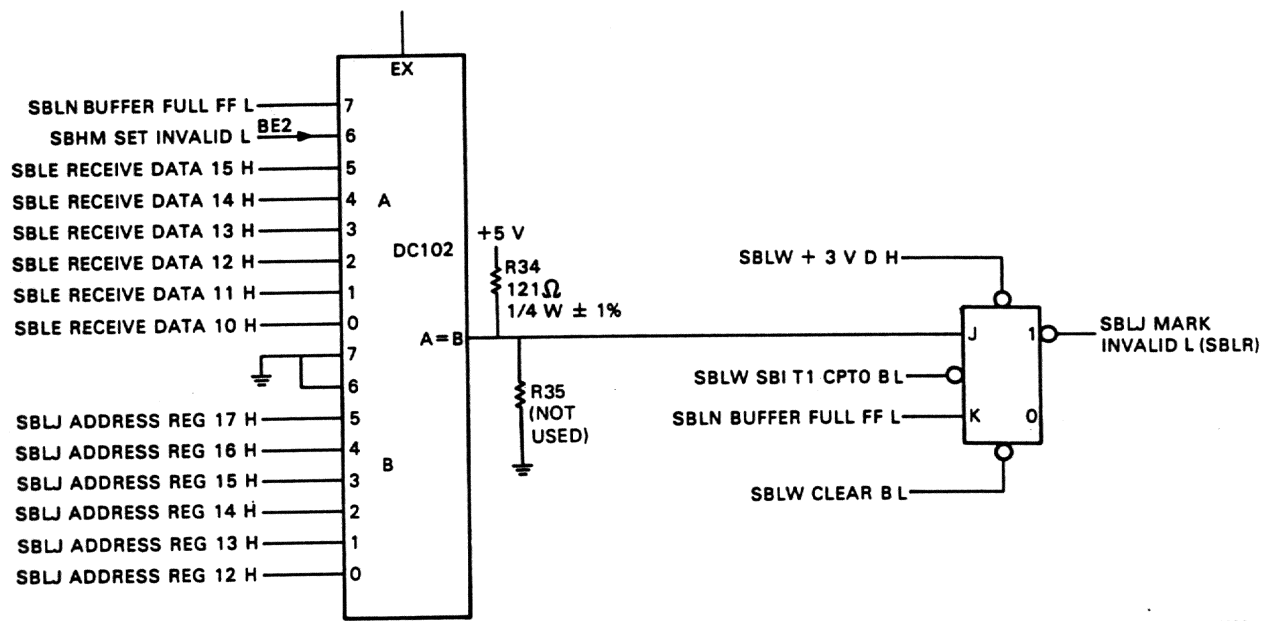 EX
SBLN BUFFER FULL FF L
7
SBHM SET INVALID L
BE2
6
SBLE RECEIVE DATA 15 H
5
SBLE RECEIVE DATA 14 H
4
A
SBLE RECEIVE DATA 13 H
3
SBLE RECEIVE DATA 12 H
2
DC102
SBLE RECEIVE DATA 11 H
1
SBLE RECEIVE DATA 10 H
0
A=B
7
6
SBLJ ADDRESS REG 17 H
5
SBLJ ADDRESS REG 16 H
4
B
SBLJ ADDRESS REG 15 H
3
SBLJ ADDRESS REG 14 H
2
SBLJ ADDRESS REG 13 H
1
SBLJ ADDRESS REG 12 H
0
+5 V
R34
121Ω
1/4 W ± 1%
R35
(NOT
USED)
SBLW + 3 V D H
J
1
SBLJ MARK
INVALID L (SBLR)
SBLW SBI T1 CPT0 B L
SBLN BUFFER FULL FF L
K
0
SBLW CLEAR B L